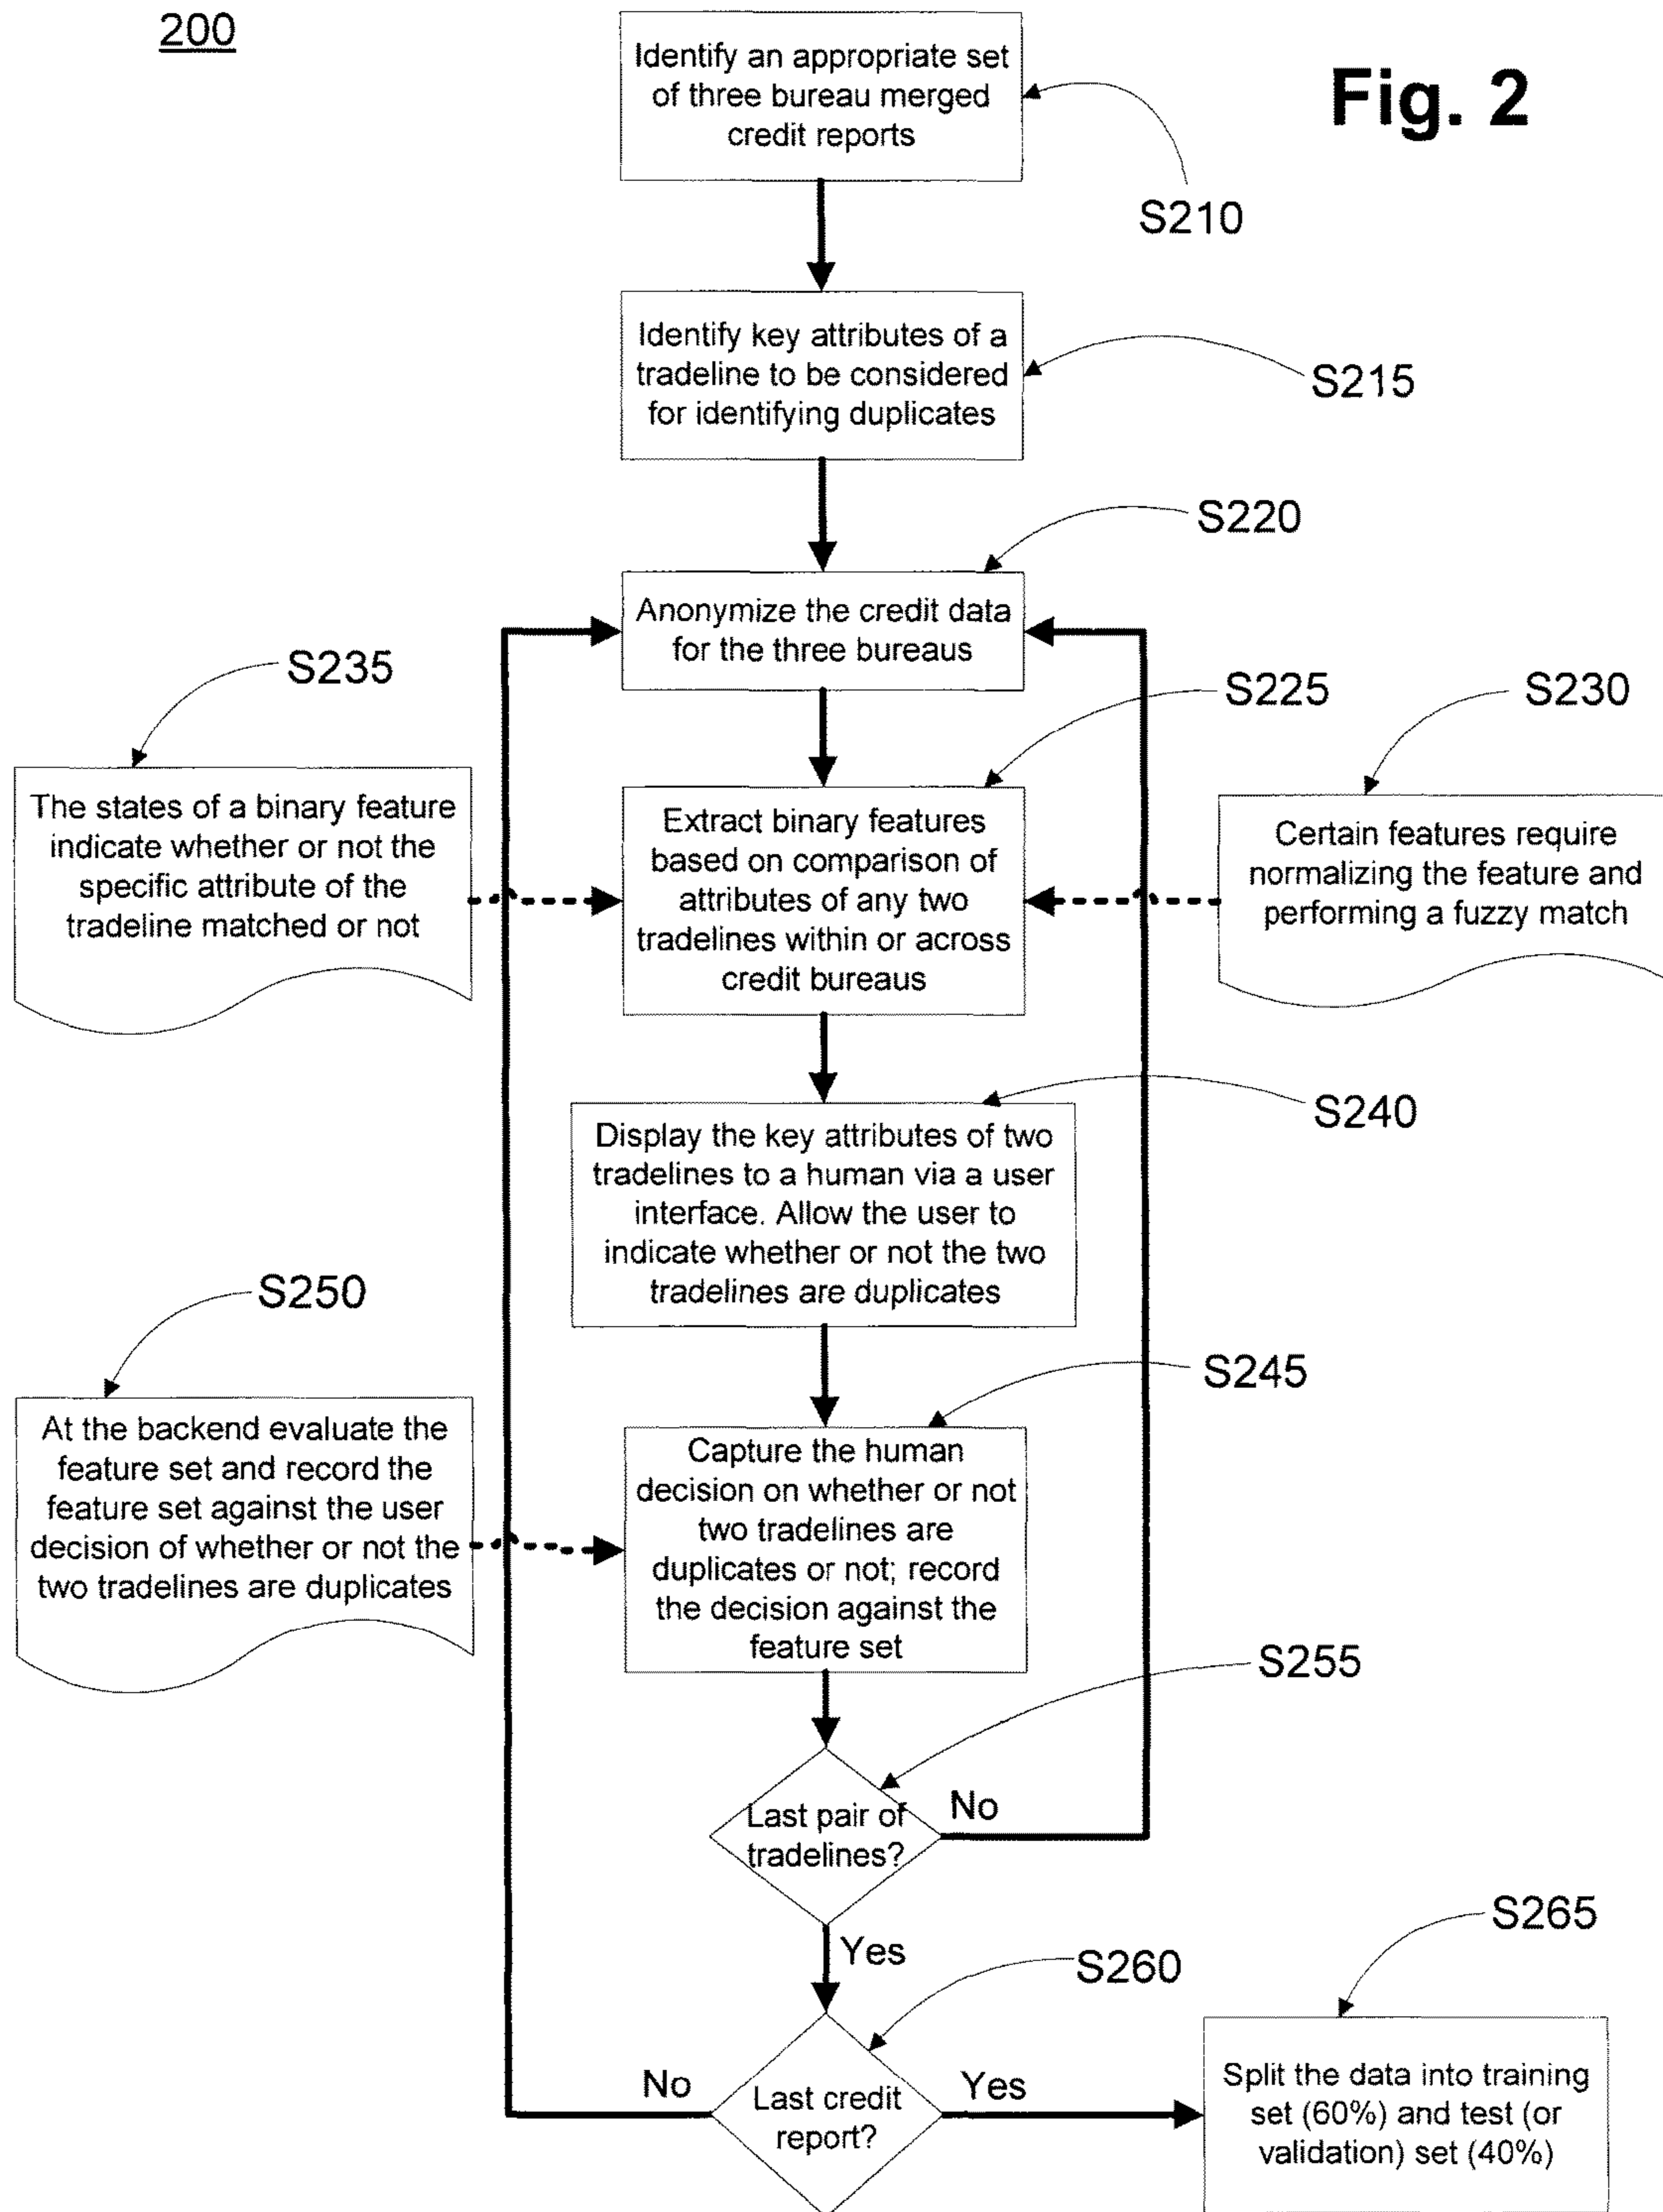 200
Fig. 2
Identify an appropriate set
of three bureau merged
credit reports
S210
Identify key attributes of a
tradeline to be considered
for identifying duplicates
S215
S220
Anonymize the credit data
for the three bureaus
S235
S225
S230
The states of a binary feature
indicate whether or not the
specific attribute of the
tradeline matched or not
Extract binary features
based on comparison of
attributes of any two
tradelines within or across
credit bureaus
Certain features require
normalizing the feature and
performing a fuzzy match
S240
Display the key attributes of two
tradelines to a human via a user
interface. Allow the user to
indicate whether or not the two
tradelines are duplicates
S250
S245
At the backend evaluate the
feature set and record the
feature set against the user
decision of whether or not the
two tradelines are duplicates
Capture the human
decision on whether or not
two tradelines are
duplicates or not; record
the decision against the
feature set
S255
Last pair of
tradelines?
No
Yes
S260
S265
Last credit
report?
No
Yes
Split the data into training
set (60%) and test (or
validation) set (40%)